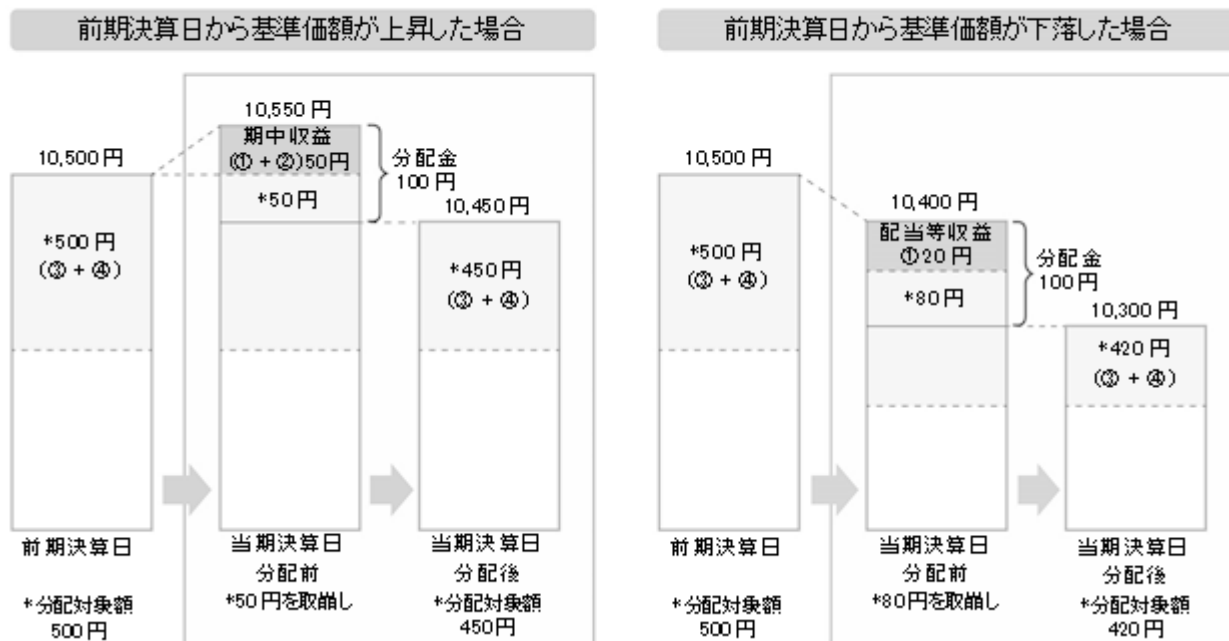 前期決算日から基準価額が上昇した場合
10,550円
期中収益
(①+②)50円
*50円
分配金
100円
10,500円
*500円
(③+④)
10,450円
*450円
(③+④)
前期決算日
*分配対象額
500円
当期決算日
分配前
*50円を取崩し
当期決算日
分配後
*分配対象額
450円
前期決算日から基準価額が下落した場合
10,500円
*500円
(③+④)
10,400円
配当等収益
①20円
*80円
分配金
100円
10,300円
*420円
(③+④)
前期決算日
*分配対象額
500円
当期決算日
分配前
*80円を取崩し
当期決算日
分配後
*分配対象額
420円